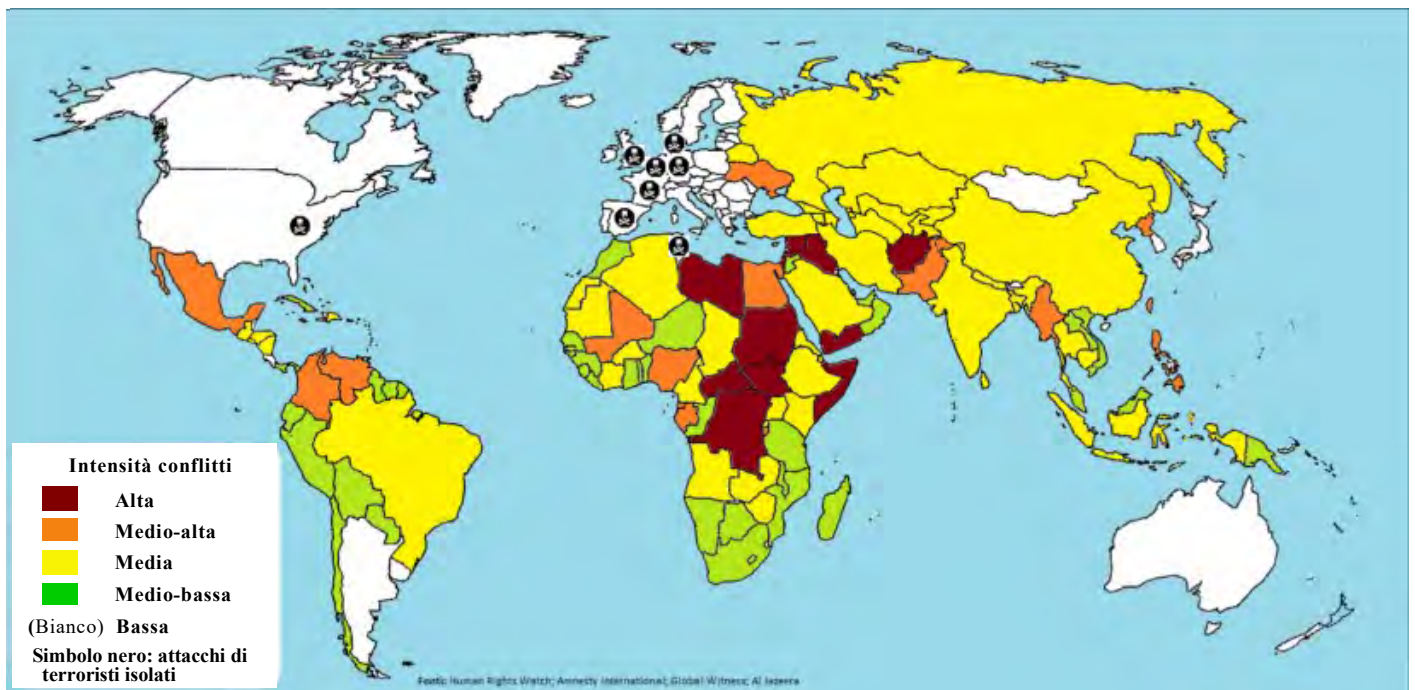 Intensità conflitti
Alta
Medio-alta
Media
Medio-bassa
(Bianco) Bassa
Simbolo nero: attacchi di
terroristi isolati
Fonti: Human Rights Watch; Amnesty International; Global Witness; Al Jazeera